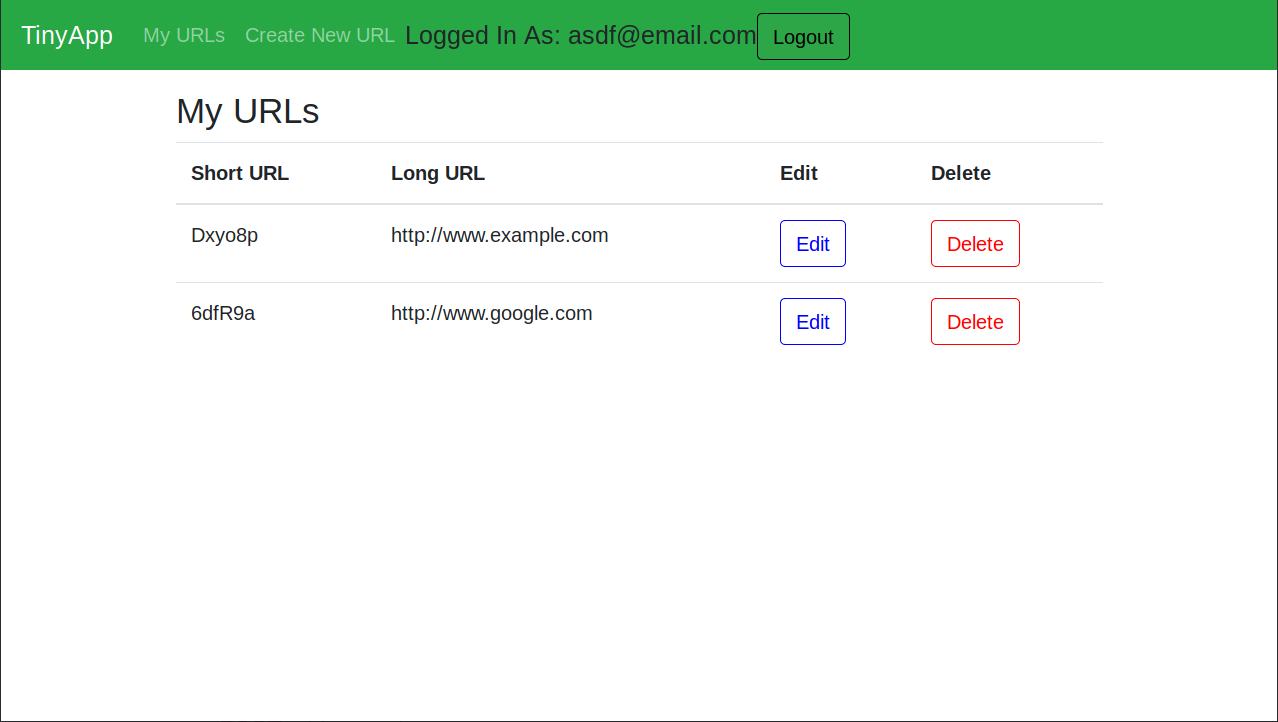 TinyApp My URLs Create New URL Logged In As: asdf@email.com Logout
My URLs
Short URL Long URL Edit Delete
Dxyo8p http://www.example.com Edit Delete
6dfR9a http://www.google.com Edit Delete